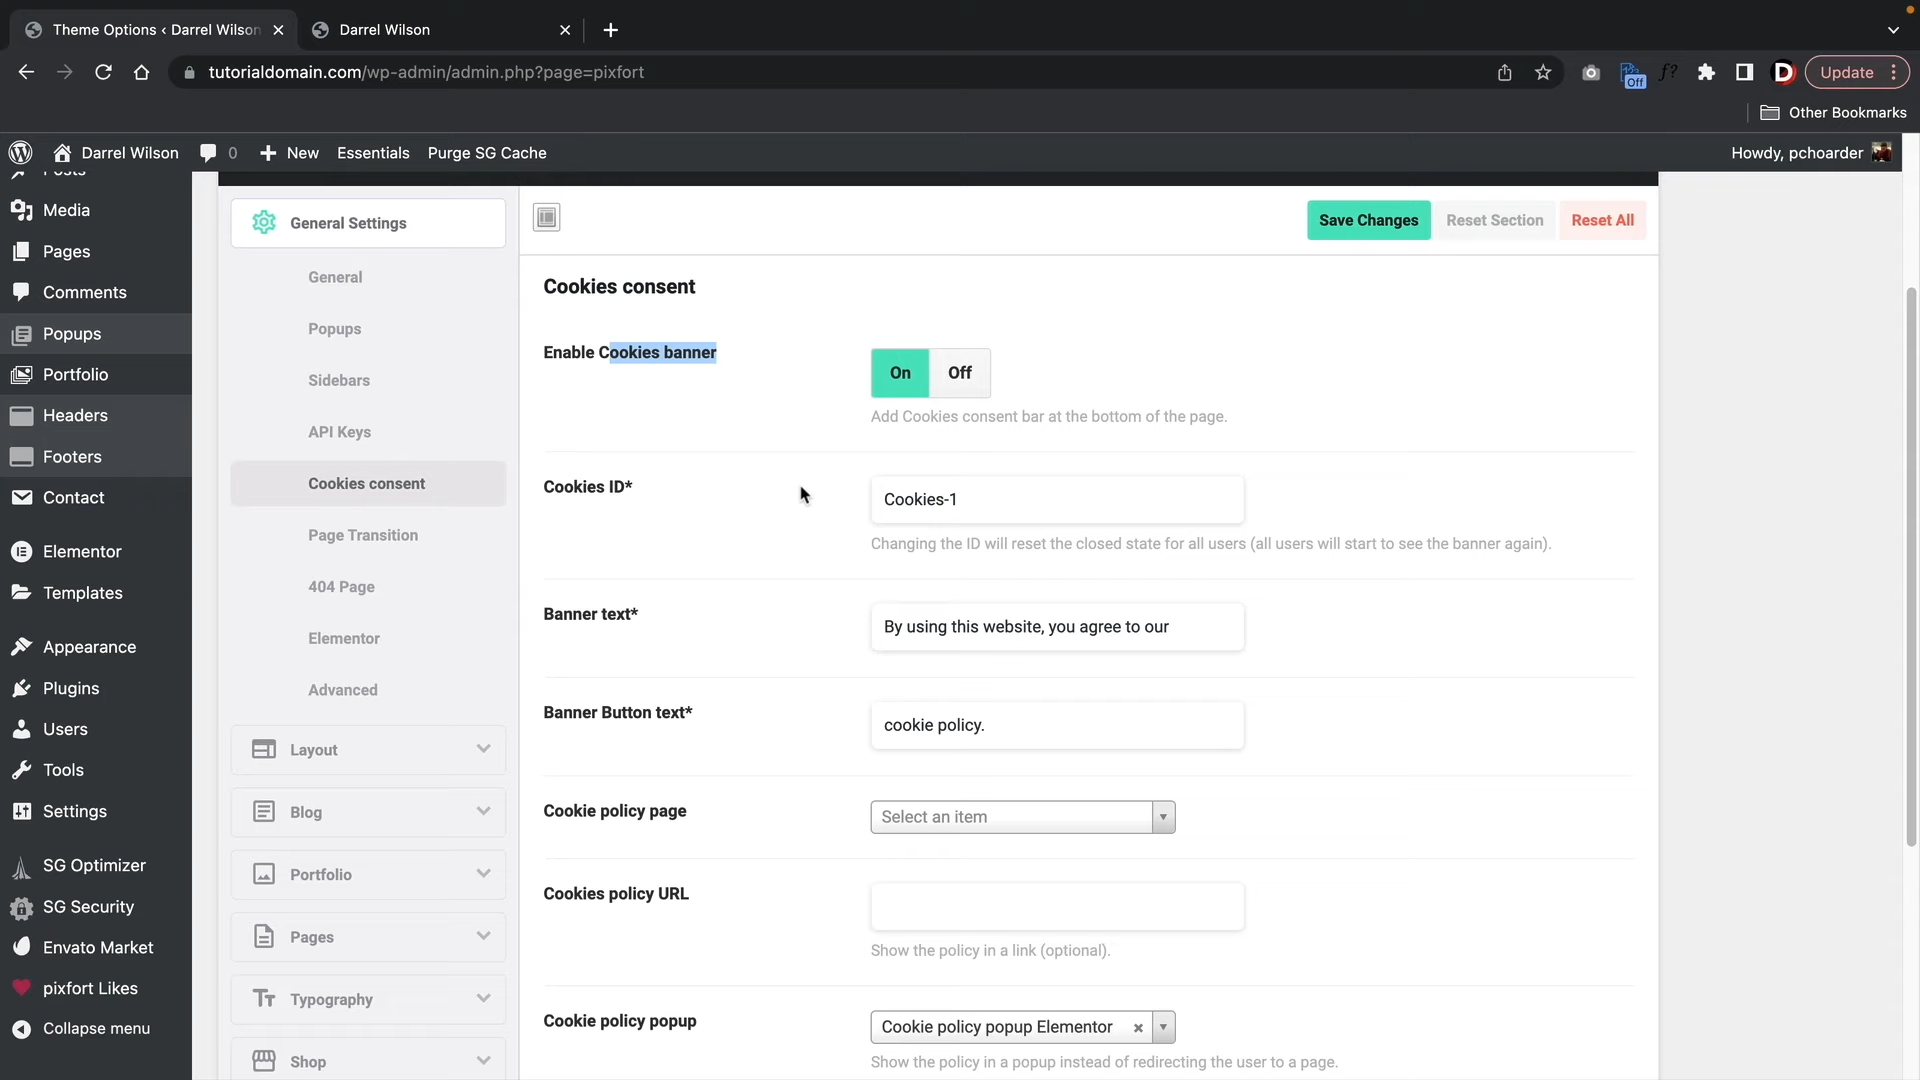 Theme Options ‹ Darrel Wilson
Darrel Wilson
tutorialdomain.com/wp-admin/admin.php?page=pixfort
Off
f?
D
Update
Other Bookmarks
Darrel Wilson
0
New
Essentials
Purge SG Cache
Howdy, pchoarder
Posts
Media
Pages
Comments
Popups
Portfolio
Headers
Footers
Contact
Elementor
Templates
Appearance
Plugins
Users
Tools
Settings
SG Optimizer
SG Security
Envato Market
pixfort Likes
Collapse menu
General Settings
General
Popups
Sidebars
API Keys
Cookies consent
Page Transition
404 Page
Elementor
Advanced
Layout
Blog
Portfolio
Pages
Typography
Shop
Save Changes
Reset Section
Reset All
Cookies consent
Enable Cookies banner
On
Off
Add Cookies consent bar at the bottom of the page.
Cookies ID*
Cookies-1
Changing the ID will reset the closed state for all users (all users will start to see the banner again).
Banner text*
By using this website, you agree to our
Banner Button text*
cookie policy.
Cookie policy page
Select an item
Cookies policy URL
Show the policy in a link (optional).
Cookie policy popup
Cookie policy popup Elementor
Show the policy in a popup instead of redirecting the user to a page.